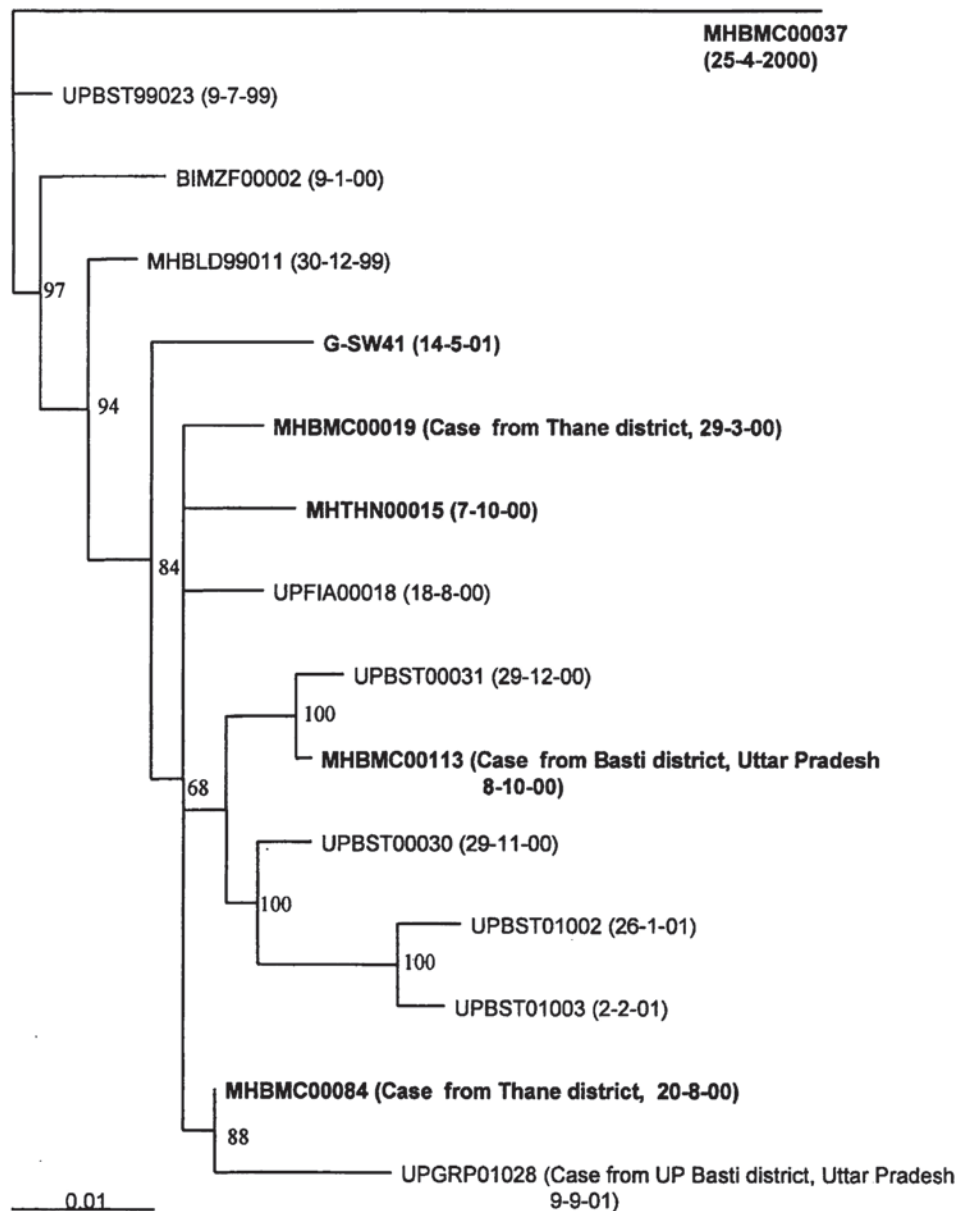 MHBMC00037
(25-4-2000)
UPBST99023 (9-7-99)
BIMZF00002 (9-1-00)
97
MHBLD99011 (30-12-99)
94
G-SW41 (14-5-01)
84
MHBMC00019 (Case from Thane district, 29-3-00)
MHTHN00015 (7-10-00)
UPFIA00018 (18-8-00)
68
UPBST00031 (29-12-00)
100
MHBMC00113 (Case from Basti district, Uttar Pradesh
8-10-00)
UPBST00030 (29-11-00)
100
UPBST01002 (26-1-01)
100
UPBST01003 (2-2-01)
MHBMC00084 (Case from Thane district, 20-8-00)
88
UPGRP01028 (Case from UP Basti district, Uttar Pradesh
9-9-01)
0.01